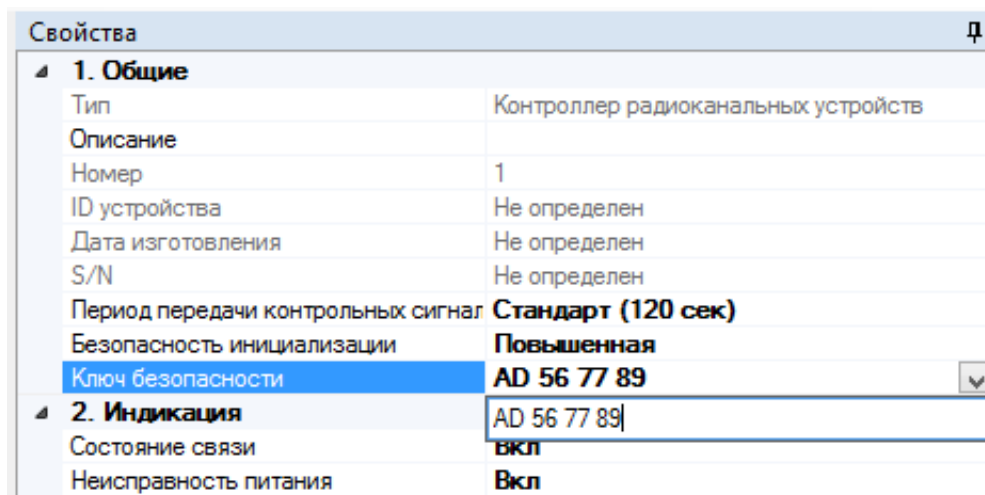 Свойства
1. Общие
Тип Контроллер радиоканальных устройств
Описание
Номер 1
ID устройства Не определен
Дата изготовления Не определен
S/N Не определен
Период передачи контрольных сигнал Стандарт (120 сек)
Безопасность инициализации Повышенная
Ключ безопасности AD 56 77 89
2. Индикация AD 56 77 89
Состояние связи Вкл
Неисправность питания Вкл